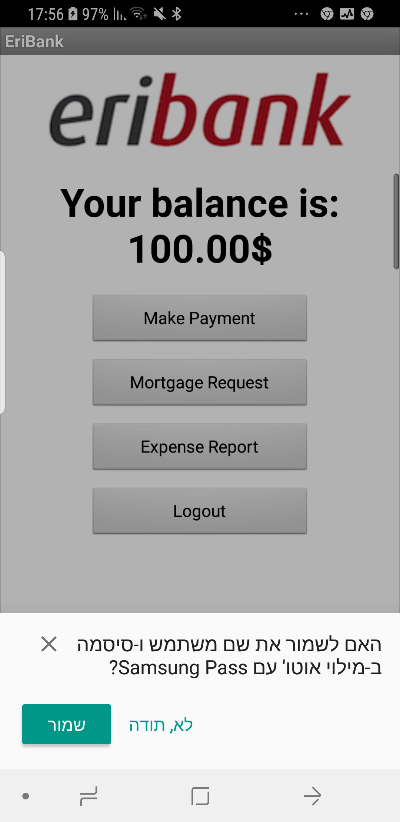 17:56 97%
EriBank
eribank
Your balance is:
100.00$
Make Payment
Mortgage Request
Expense Report
Logout
האם לשמור את שם משתמש ו-סיסמה
ב-מילוי אוטו' עם Samsung Pass?
לא, תודה
שמור